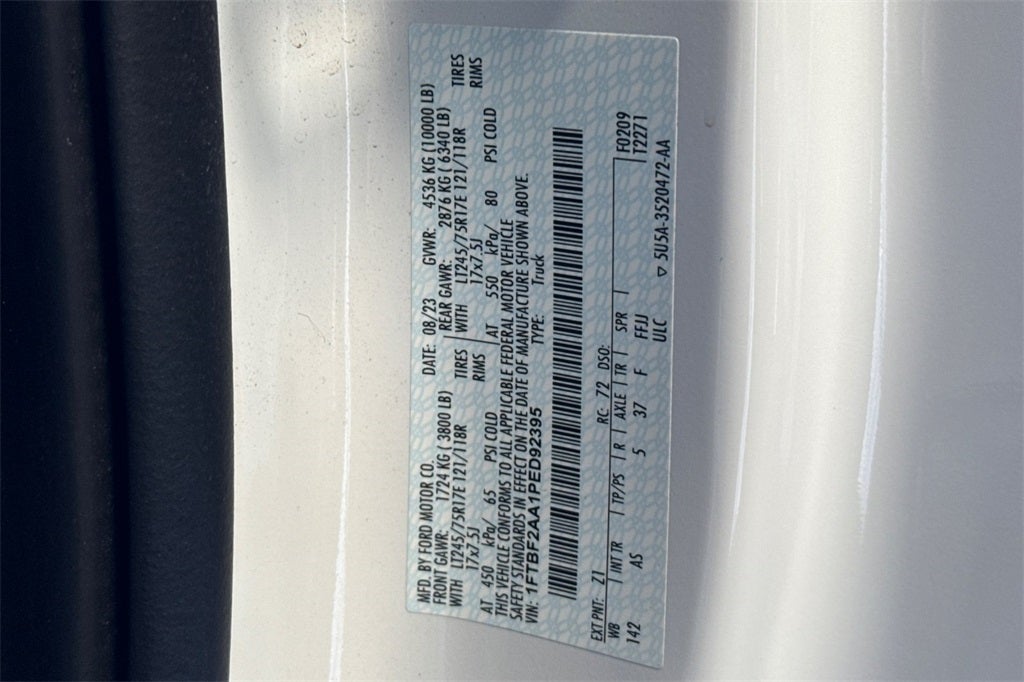 MFD. BY FORD MOTOR CO. DATE: 08/23 GVWR: 4536 KG (10000 LB)
FRONT GAWR: 1724 KG ( 3800 LB) REAR GAWR: 2876 KG ( 6340 LB)
WITH LT245/75R17E 121/118R TIRES WITH LT245/75R17E 121/118R TIRES
17x7.5J RIMS 17x7.5J RIMS
AT 450 kPa/ 65 PSI COLD AT 550 kPa/ 80 PSI COLD
THIS VEHICLE CONFORMS TO ALL APPLICABLE FEDERAL MOTOR VEHICLE
SAFETY STANDARDS IN EFFECT ON THE DATE OF MANUFACTURE SHOWN ABOVE.
VIN: 1FTBF2AA1PED92395 TYPE: Truck
EXT PNT: Z1 RC: 72 DSO: F0209
WB INT TR TP/PS R AXLE TR SPR T2271
142 AS 5 37 F FFJJ
ULC ▽ 5U5A-3520472-AA